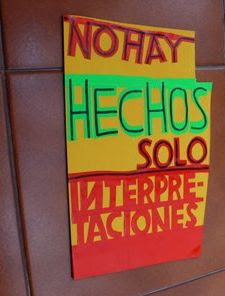 NO HAY
HECHOS
SOLO
INTERPRE-
TACIONES